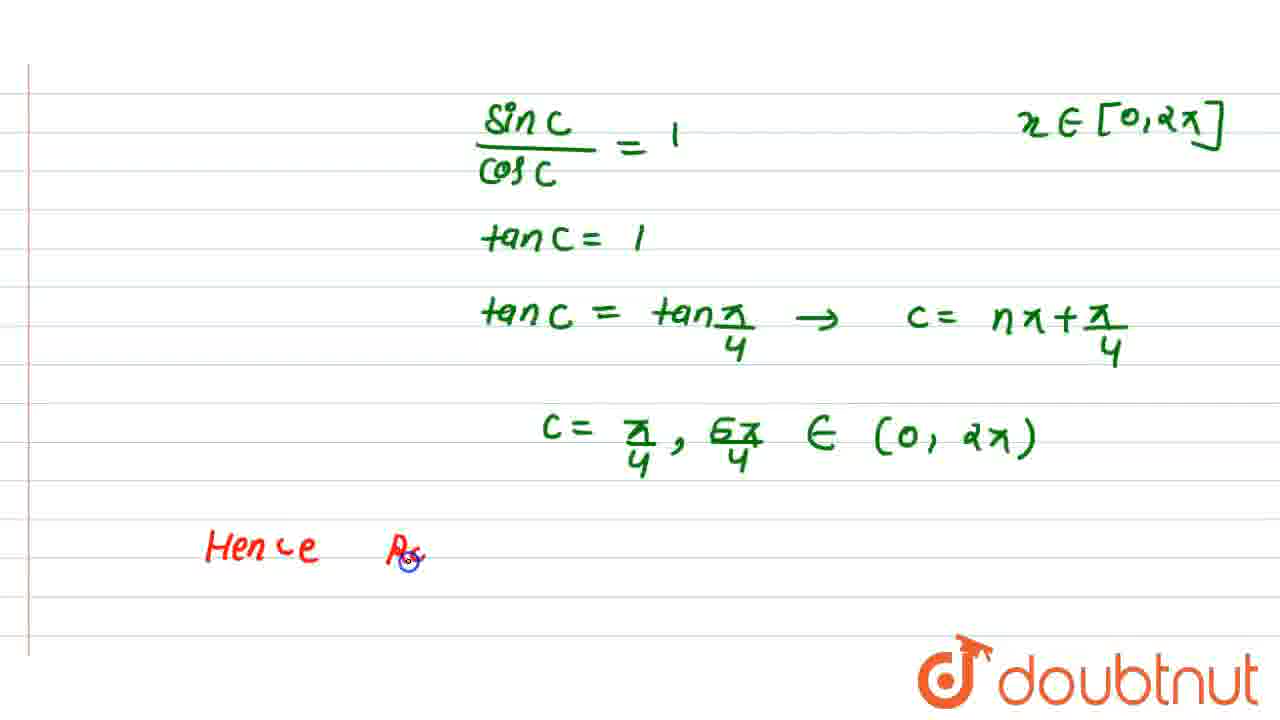 sin c / cos c = 1
x ∈ [0, 2π]
tan c = 1
tan c = tan π/4 → c = nπ + π/4
c = π/4, 5π/4 ∈ (0, 2π)
Hence
doubtnut